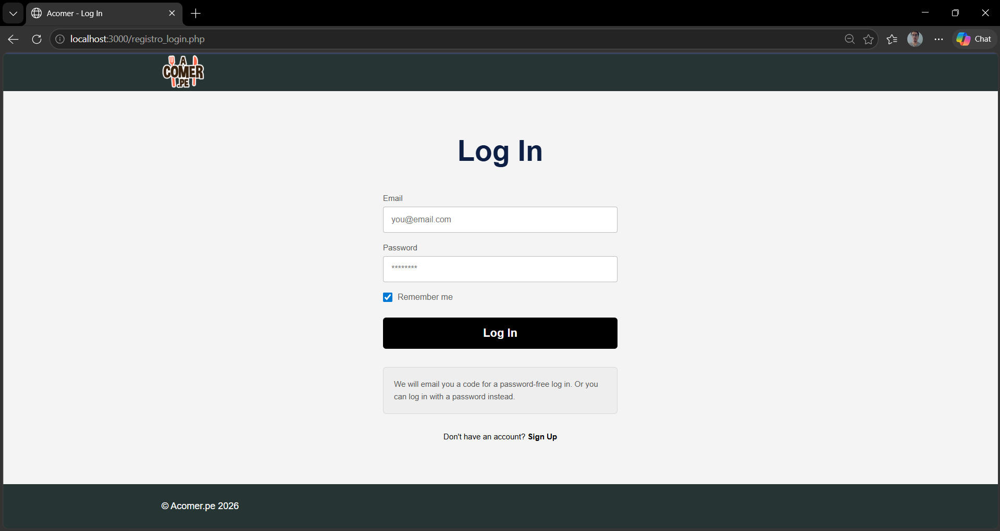 Acomer - Log In
localhost:3000/registro_login.php
Chat
A
COMER
.PE
Log In
Email
you@email.com
Password
********
Remember me
Log In
We will email you a code for a password-free log in. Or you
can log in with a password instead.
Don't have an account? Sign Up
© Acomer.pe 2026